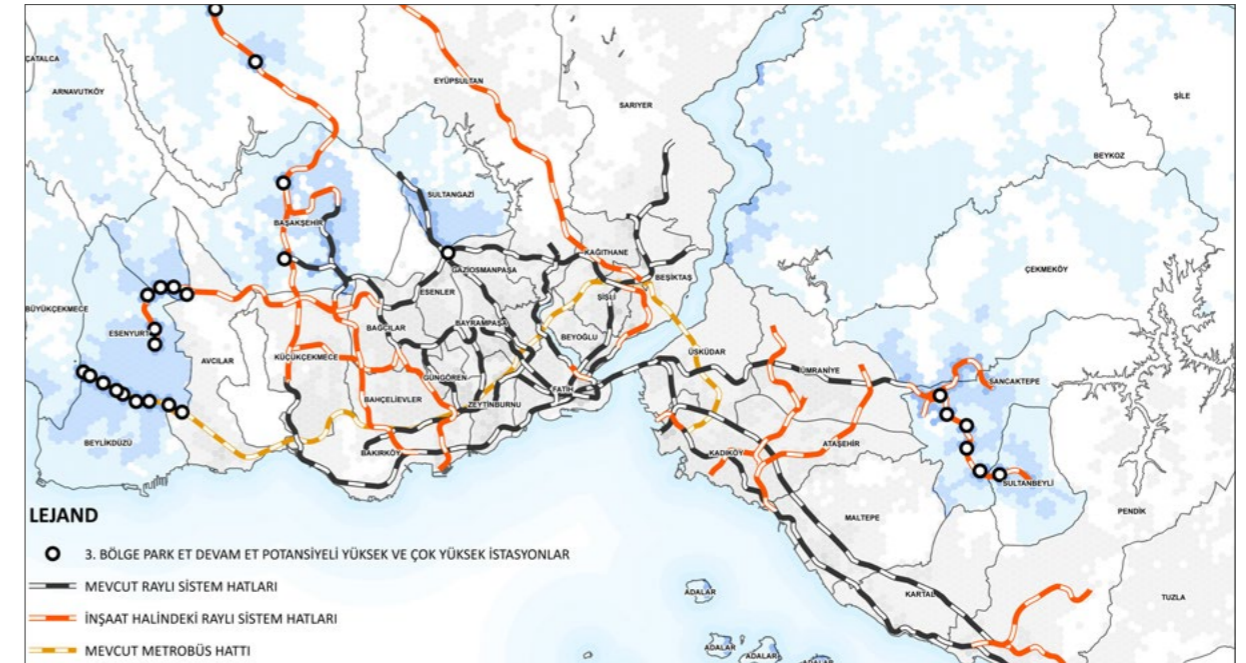 ÇATALCA
ARNAVUTKÖY
EYÜPSULTAN
SARIYER
ŞİLE
BEYKOZ
SULTANGAZİ
BAŞAKŞEHİR
KAĞITHANE
GAZİOSMANPAŞA
BEŞİKTAŞ
ÇEKMEKÖY
ESENLER
ŞİŞLİ
BÜYÜKÇEKMECE
BAĞCILAR
BAYRAMPAŞA
ESENYURT
BEYOĞLU
AVCILAR
KÜÇÜKÇEKMECE
ÜSKÜDAR
ÜMRANİYE
GÜNGÖREN
SANCAKTEPE
FATİH
BAHÇELİEVLER
ZEYTİNBURNU
BEYLİKDÜZÜ
ATAŞEHİR
BAKIRKÖY
KADIKÖY
SULTANBEYLİ
PENDİK
MALTEPE
LEJAND
3. BÖLGE PARK ET DEVAM ET POTANSİYELİ YÜKSEK VE ÇOK YÜKSEK İSTASYONLAR
MEVCUT RAYLI SİSTEM HATLARI
ADALAR
KARTAL
TUZLA
İNŞAAT HALİNDEKİ RAYLI SİSTEM HATLARI
MEVCUT METROBÜS HATTI
ADALAR
ADALAR
ADALAR